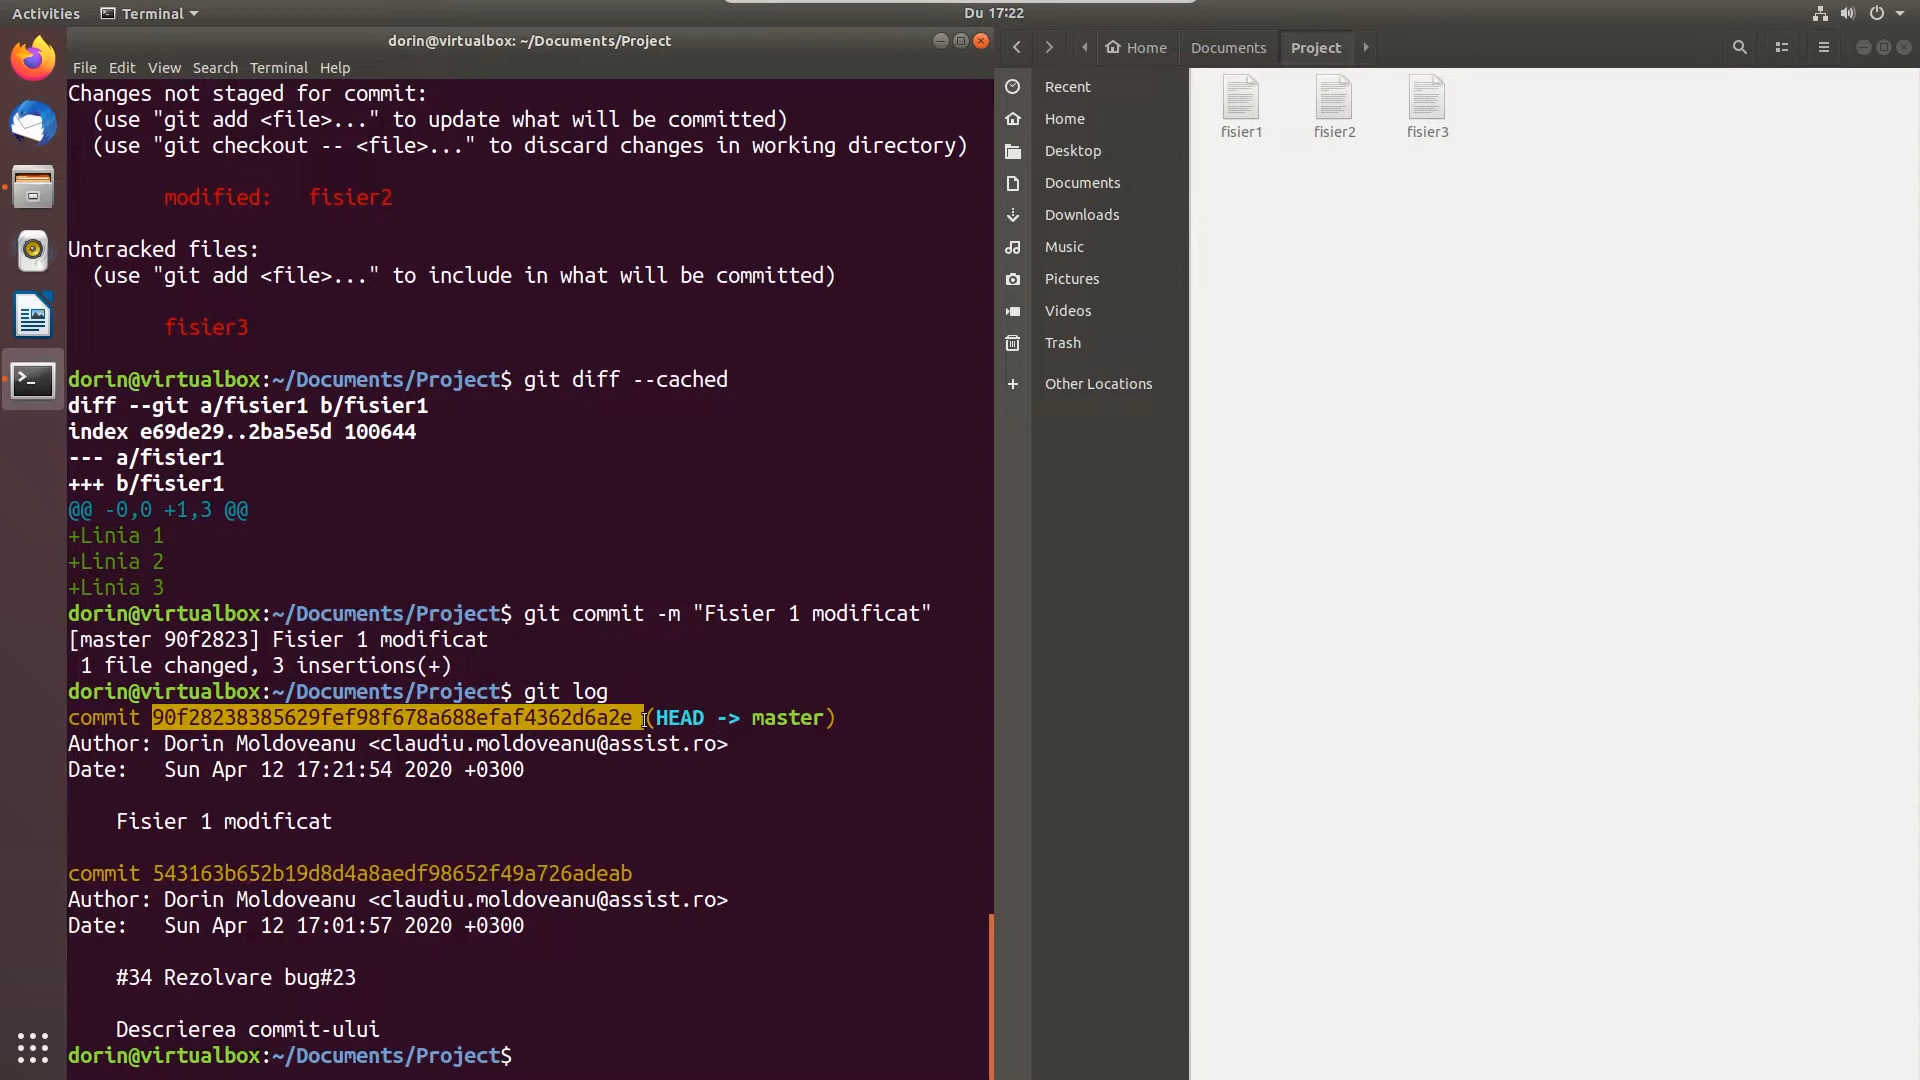 Activities Terminal Du 17:22
dorin@virtualbox: ~/Documents/Project
File Edit View Search Terminal Help
Changes not staged for commit:
  (use "git add <file>..." to update what will be committed)
  (use "git checkout -- <file>..." to discard changes in working directory)
        modified:   fisier2
Untracked files:
  (use "git add <file>..." to include in what will be committed)
        fisier3
dorin@virtualbox:~/Documents/Project$ git diff --cached
diff --git a/fisier1 b/fisier1
index e69de29..2ba5e5d 100644
--- a/fisier1
+++ b/fisier1
@@ -0,0 +1,3 @@
+Linia 1
+Linia 2
+Linia 3
dorin@virtualbox:~/Documents/Project$ git commit -m "Fisier 1 modificat"
[master 90f2823] Fisier 1 modificat
 1 file changed, 3 insertions(+)
dorin@virtualbox:~/Documents/Project$ git log
commit 90f28238385629fef98f678a688efaf4362d6a2e (HEAD -> master)
Author: Dorin Moldoveanu <claudiu.moldoveanu@assist.ro>
Date:   Sun Apr 12 17:21:54 2020 +0300
    Fisier 1 modificat
commit 543163b652b19d8d4a8aedf98652f49a726adeab
Author: Dorin Moldoveanu <claudiu.moldoveanu@assist.ro>
Date:   Sun Apr 12 17:01:57 2020 +0300
    #34 Rezolvare bug#23
    Descrierea commit-ului
dorin@virtualbox:~/Documents/Project$
Home Documents Project
Recent
Home
Desktop
Documents
Downloads
Music
Pictures
Videos
Trash
Other Locations
fisier1 fisier2 fisier3